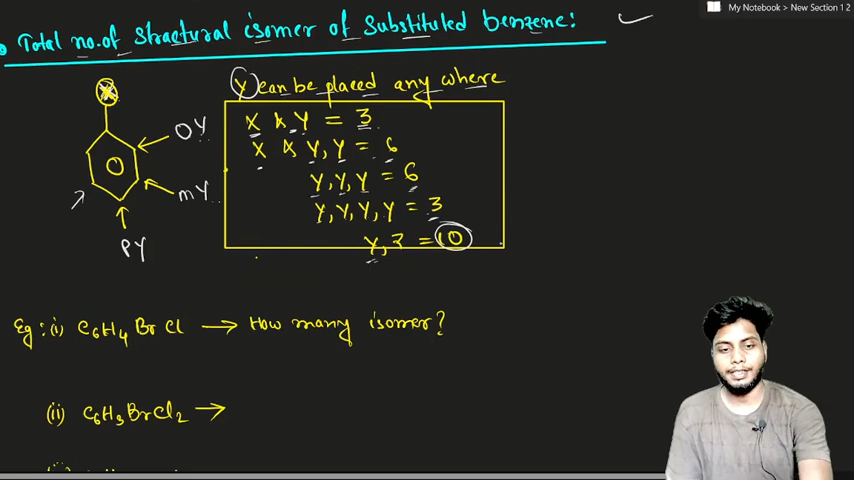 My Notebook > New Section 1 2
Total no. of structural isomer of substituted benzene:
Y can be placed any where
X
OY
mY
PY
X & Y = 3
X & Y, Y = 6
Y, Y, Y = 6
Y, Y, Y, Y = 3
Y, Z = 10
Eg: (i) C6H4BrCl → How many isomer?
(ii) C6H3BrCl2 →